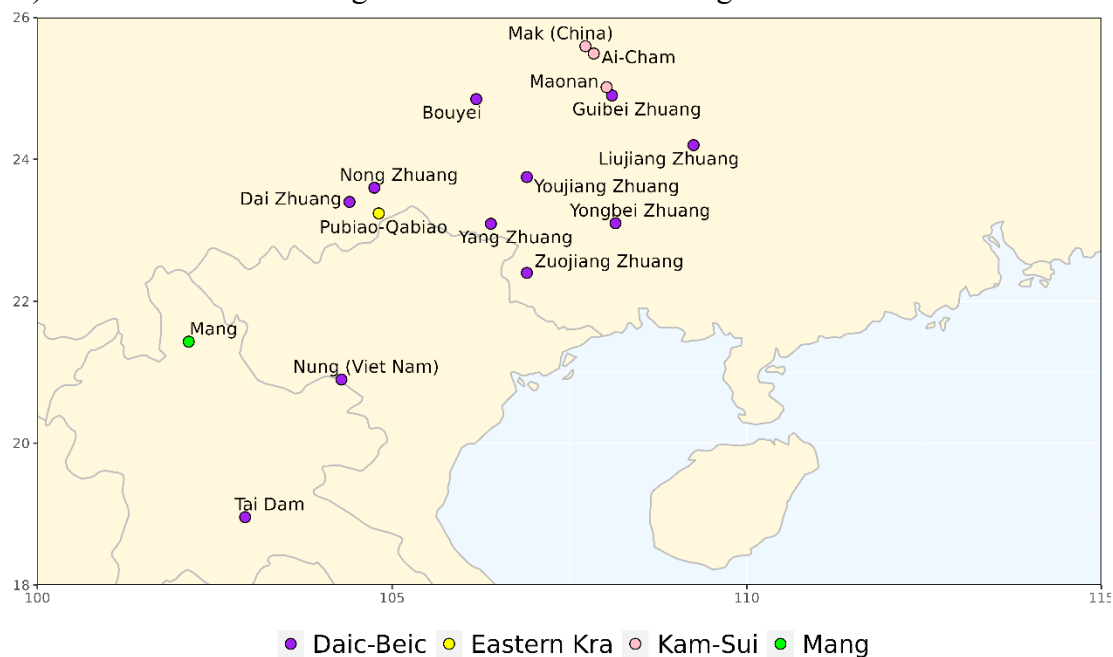 26
Mak (China)
Ai-Cham
Maonan
Bouyei
Guibei Zhuang
24
Liujiang Zhuang
Nong Zhuang
Youjiang Zhuang
Dai Zhuang
Yongbei Zhuang
Pubiao-Qabiao
Yang Zhuang
Zuojiang Zhuang
22
Mang
Nung (Viet Nam)
20
Tai Dam
18
100 105 110 115
Daic-Beic Eastern Kra Kam-Sui Mang